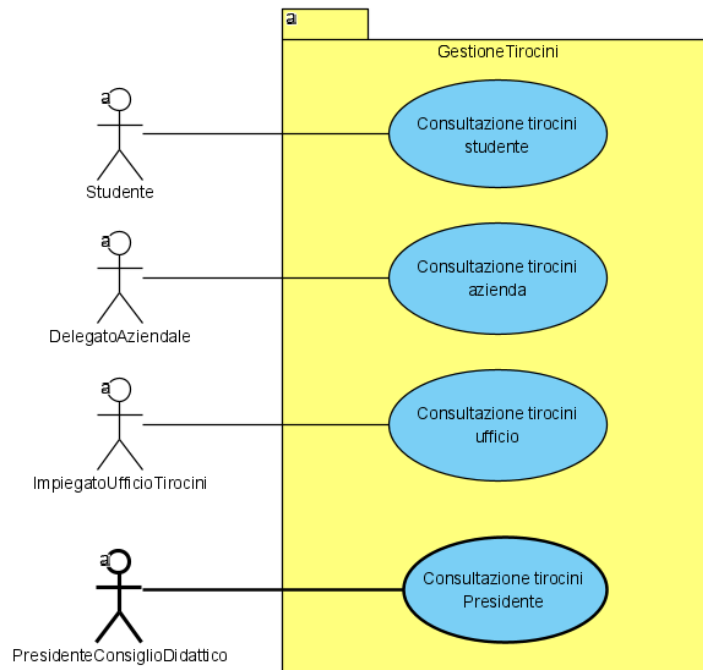 a
GestioneTirocini
a
Consultazione tirocini
studente
Studente
a
Consultazione tirocini
azienda
DelegatoAziendale
a
Consultazione tirocini
ufficio
ImpiegatoUfficioTirocini
a
Consultazione tirocini
Presidente
PresidenteConsiglioDidattico